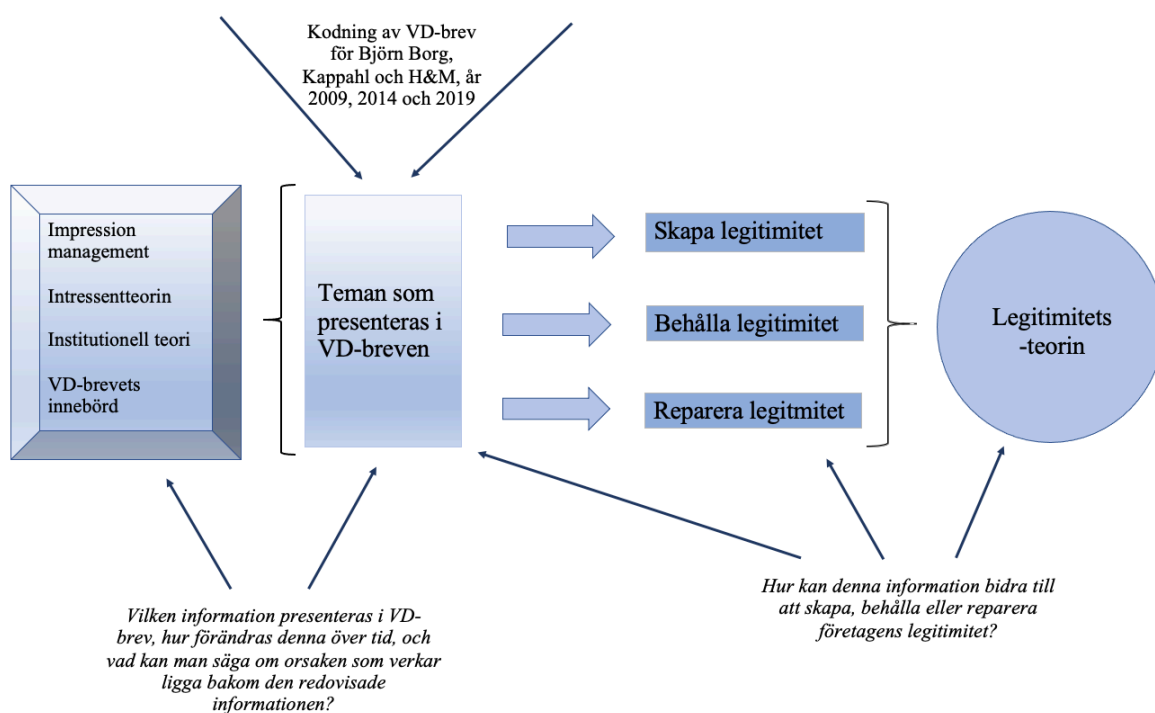 Kodning av VD-brev
för Björn Borg,
Kappahl och H&M, år
2009, 2014 och 2019
Impression
management
Intressentteorin
Institutionell teori
VD-brevets
innebörd
Teman som
presenteras i
VD-breven
Skapa legitimitet
Behålla legitimitet
Reparera legitmitet
Legitimitets
-teorin
Vilken information presenteras i VD-
brev, hur förändras denna över tid, och
vad kan man säga om orsaken som verkar
ligga bakom den redovisade
informationen?
Hur kan denna information bidra till
att skapa, behålla eller reparera
företagens legitimitet?